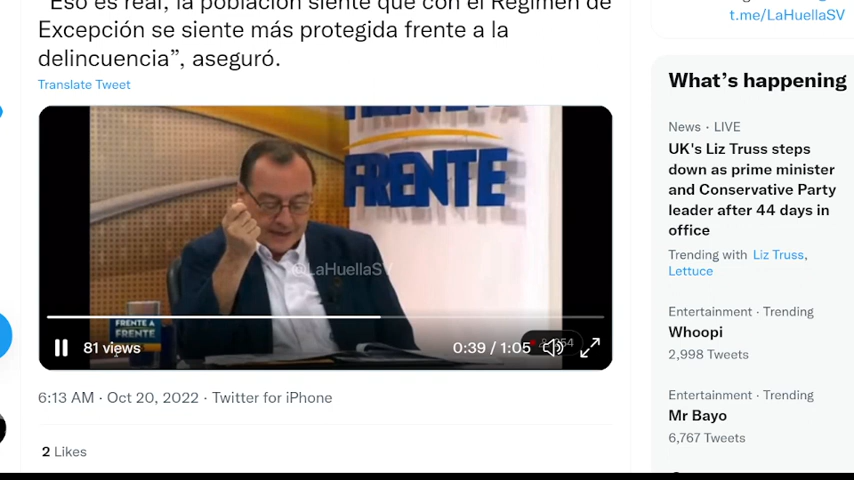 "Eso es real, la población siente que con el Régimen de
Excepción se siente más protegida frente a la
delincuencia", aseguró.
Translate Tweet
FRENTE
@LaHuellaSV
FRENTE A
FRENTE
81 views
0:39 / 1:05
6:13 AM · Oct 20, 2022 · Twitter for iPhone
2 Likes
t.me/LaHuellaSV
What's happening
News · LIVE
UK's Liz Truss steps
down as prime minister
and Conservative Party
leader after 44 days in
office
Trending with Liz Truss,
Lettuce
Entertainment · Trending
Whoopi
2,998 Tweets
Entertainment · Trending
Mr Bayo
6,767 Tweets